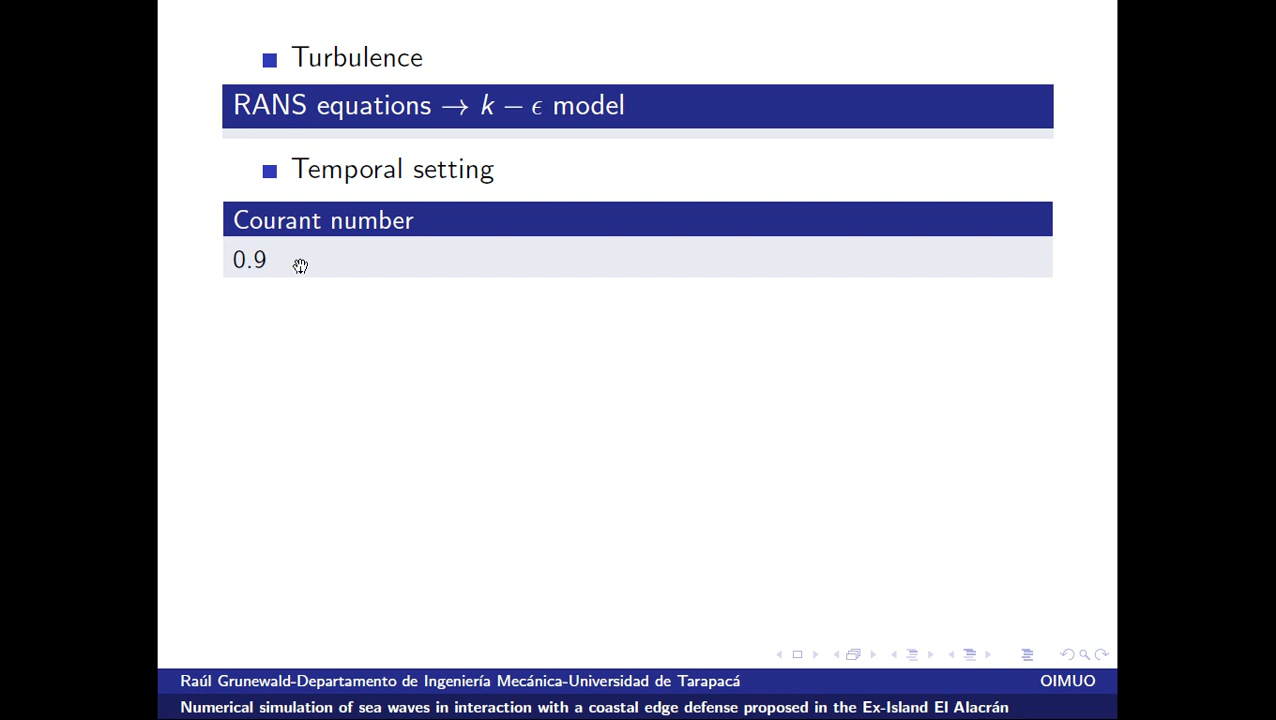 Turbulence
RANS equations → k − ϵ model
Temporal setting
Courant number
0.9
Raúl Grunewald-Departamento de Ingeniería Mecánica-Universidad de Tarapacá OIMUO
Numerical simulation of sea waves in interaction with a coastal edge defense proposed in the Ex-Island El Alacrán